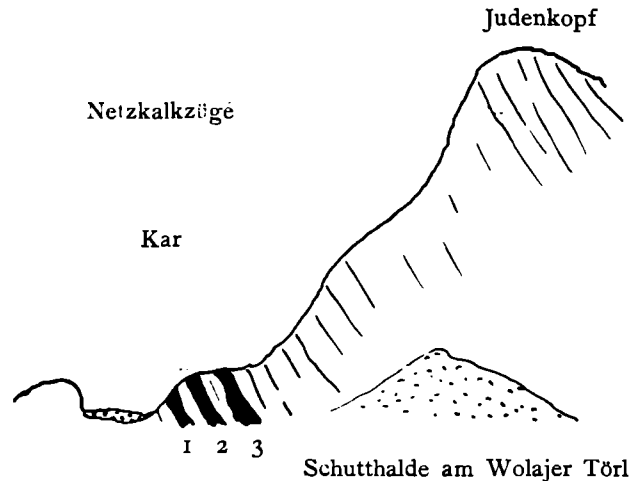 Judenkopf
Netzkalkzüge
Kar
1 2 3
Schutthalde am Wolajer Törl